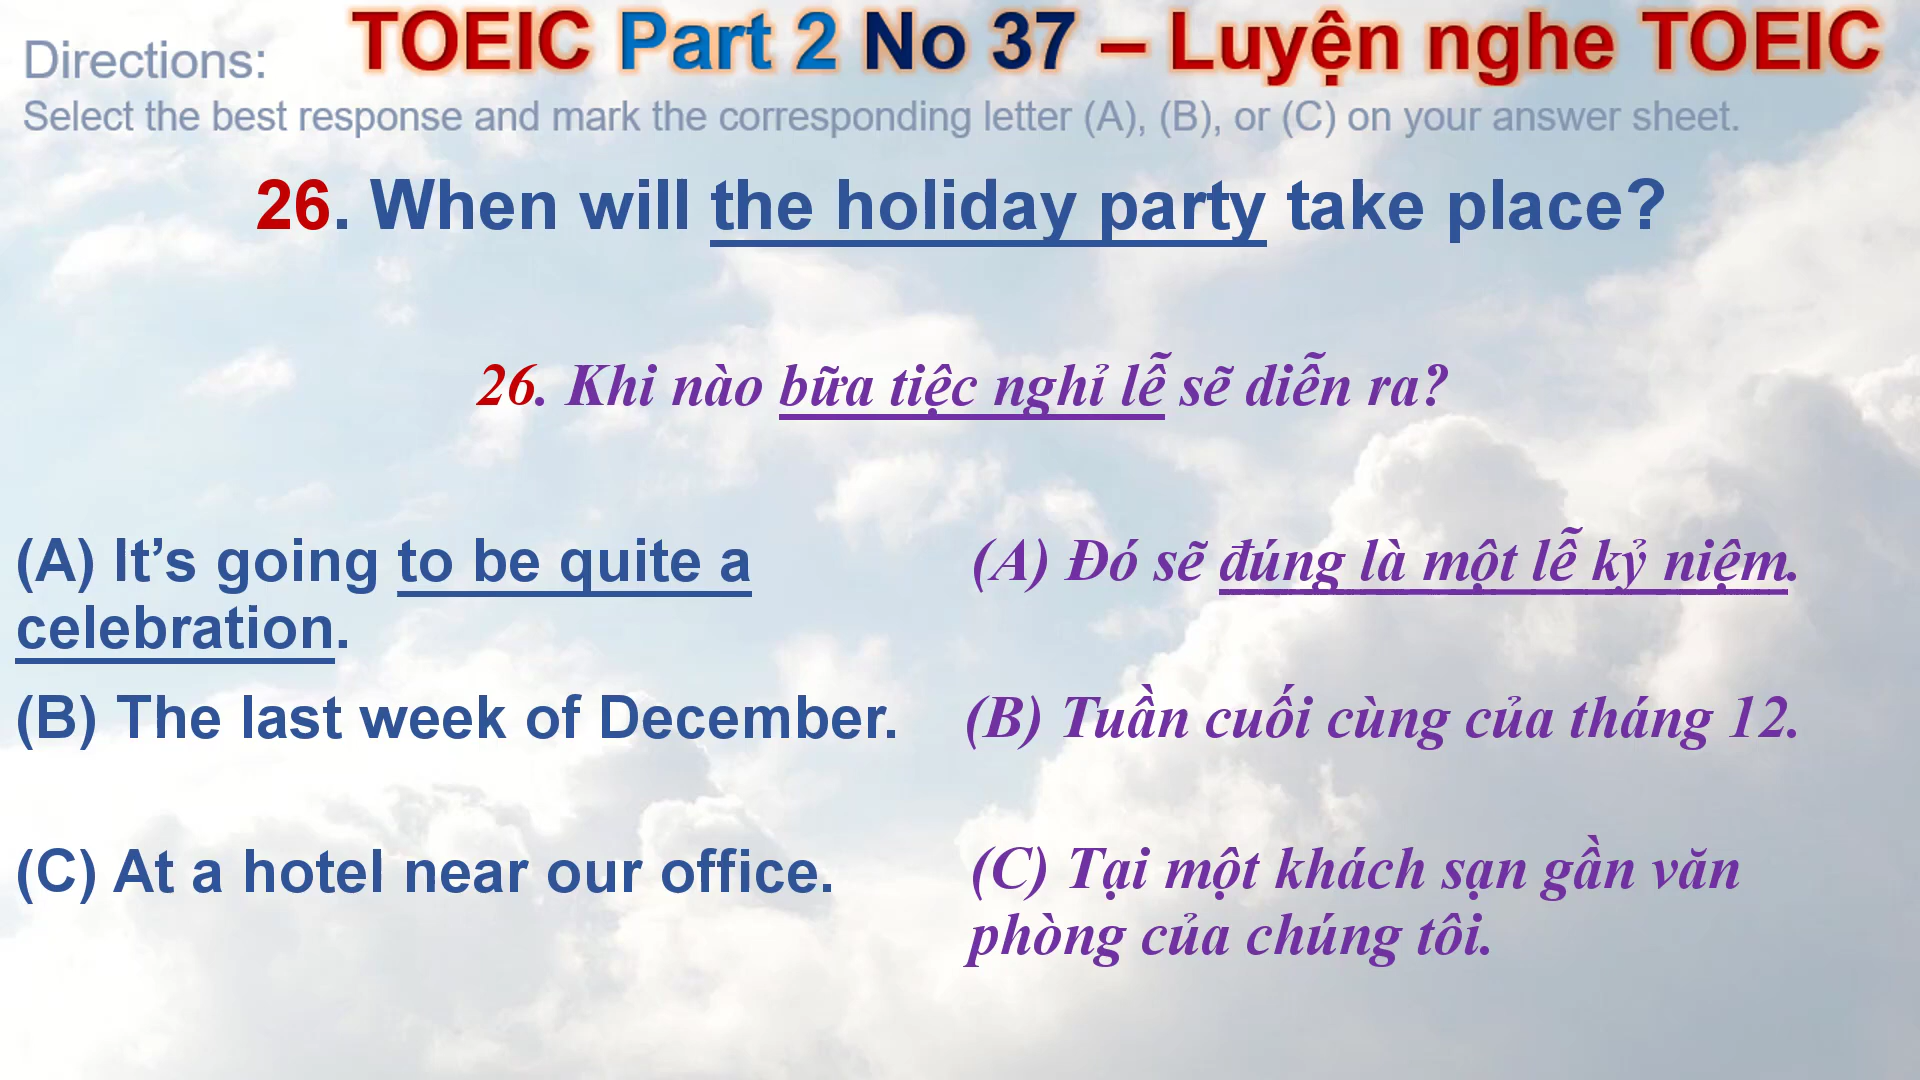 TOEIC Part 2 No 37 – Luyện nghe TOEIC
Directions:
Select the best response and mark the corresponding letter (A), (B), or (C) on your answer sheet.
26. When will the holiday party take place?
26. Khi nào bữa tiệc nghỉ lễ sẽ diễn ra?
(A) It’s going to be quite a
celebration.
(A) Đó sẽ đúng là một lễ kỷ niệm.
(B) The last week of December.
(B) Tuần cuối cùng của tháng 12.
(C) At a hotel near our office.
(C) Tại một khách sạn gần văn
phòng của chúng tôi.